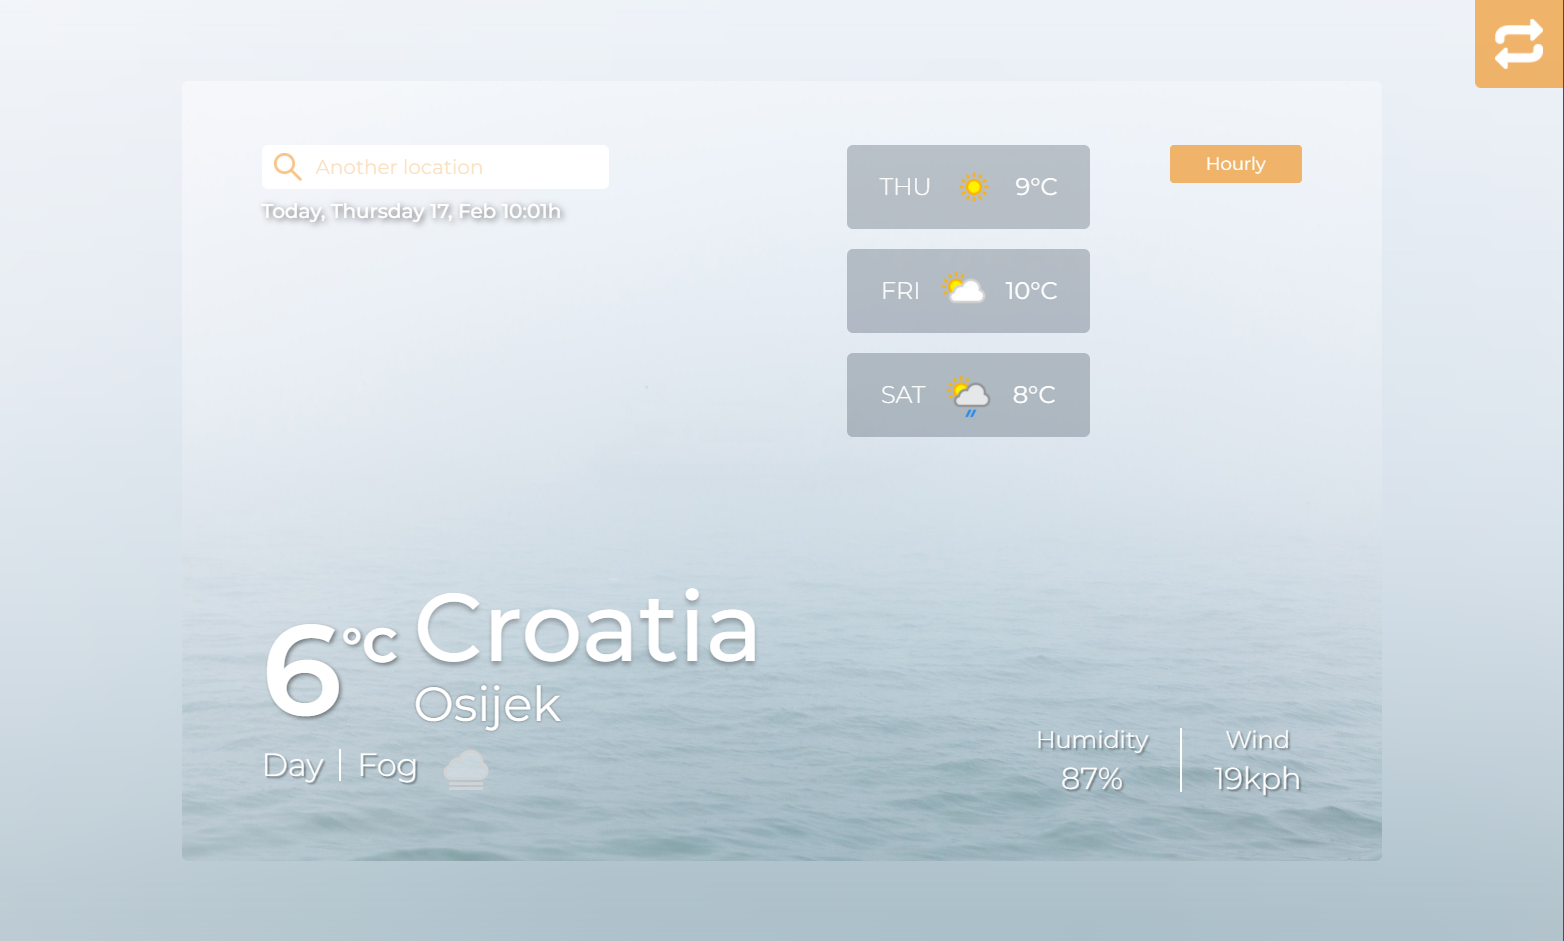 Another location
Today, Thursday 17, Feb 10:01h
THU 9°C
FRI 10°C
SAT 8°C
Hourly
6°C
Croatia
Osijek
Day | Fog
Humidity
87%
Wind
19kph